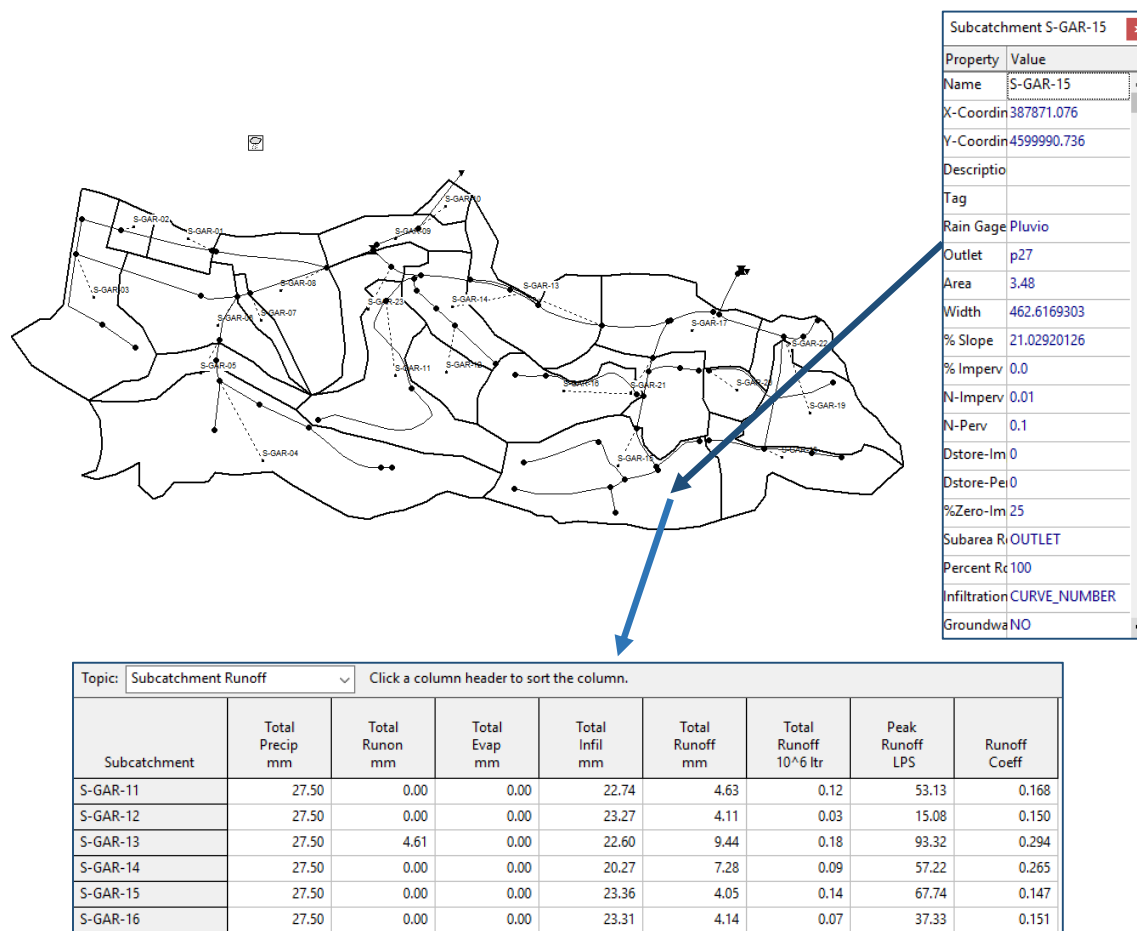 Subcatchment S-GAR-15
Property Value
Name S-GAR-15
X-Coordin 387871.076
Y-Coordin 4599990.736
Descriptio
Tag
Rain Gage Pluvio
Outlet p27
Area 3.48
Width 462.6169303
% Slope 21.02920126
% Imperv 0.0
N-Imperv 0.01
N-Perv 0.1
Dstore-Im 0
Dstore-Pe 0
%Zero-Im 25
Subarea R OUTLET
Percent Ro 100
Infiltration CURVE_NUMBER
Groundwa NO
S-GAR-10
S-GAR-02
S-GAR-01
S-GAR-09
S-GAR-03
S-GAR-08
S-GAR-13
S-GAR-23
S-GAR-14
S-GAR-07
S-GAR-17
S-GAR-22
S-GAR-05
S-GAR-11
S-GAR-12
S-GAR-16
S-GAR-21
S-GAR-19
S-GAR-04
S-GAR-15
Topic: Subcatchment Runoff Click a column header to sort the column.
Subcatchment Total Precip mm Total Runon mm Total Evap mm Total Infil mm Total Runoff mm Total Runoff 10^6 ltr Peak Runoff LPS Runoff Coeff
S-GAR-11 27.50 0.00 0.00 22.74 4.63 0.12 53.13 0.168
S-GAR-12 27.50 0.00 0.00 23.27 4.11 0.03 15.08 0.150
S-GAR-13 27.50 4.61 0.00 22.60 9.44 0.18 93.32 0.294
S-GAR-14 27.50 0.00 0.00 20.27 7.28 0.09 57.22 0.265
S-GAR-15 27.50 0.00 0.00 23.36 4.05 0.14 67.74 0.147
S-GAR-16 27.50 0.00 0.00 23.31 4.14 0.07 37.33 0.151